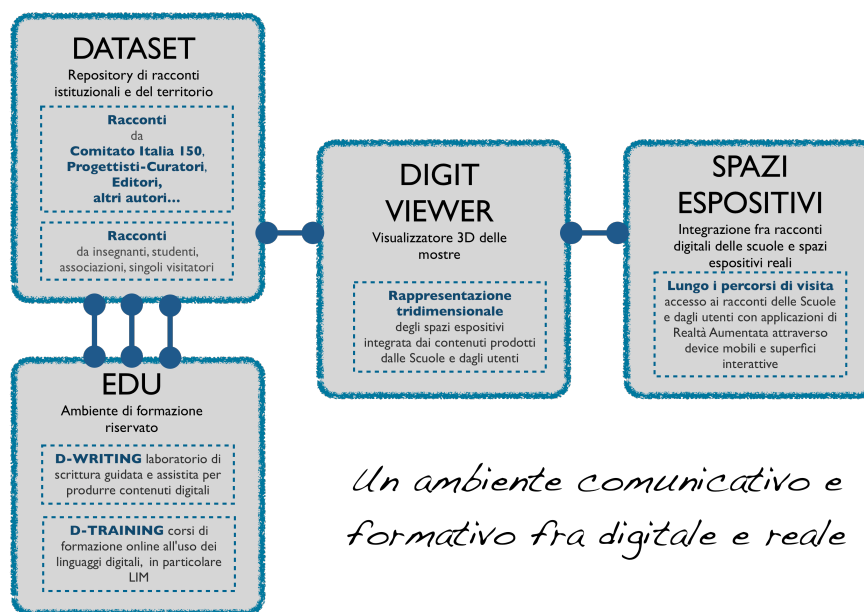 DATASET
Repository di racconti
istituzionali e del territorio
Racconti
da
Comitato Italia 150,
Progettisti-Curatori,
Editori,
altri autori...
Racconti
da insegnanti, studenti,
associazioni, singoli visitatori
EDU
Ambiente di formazione
riservato
D-WRITING laboratorio di
scrittura guidata e assistita per
produrre contenuti digitali
D-TRAINING corsi di
formazione online all'uso dei
linguaggi digitali, in particolare
LIM
DIGIT
VIEWER
Visualizzatore 3D delle
mostre
Rappresentazione
tridimensionale
degli spazi espositivi
integrata dai contenuti prodotti
dalle Scuole e dagli utenti
SPAZI
ESPOSITIVI
Integrazione fra racconti
digitali delle scuole e spazi
espositivi reali
Lungo i percorsi di visita
accesso ai racconti delle Scuole
e dagli utenti con applicazioni di
Realtà Aumentata attraverso
device mobili e superfici
interattive
Un ambiente comunicativo e
formativo fra digitale e reale